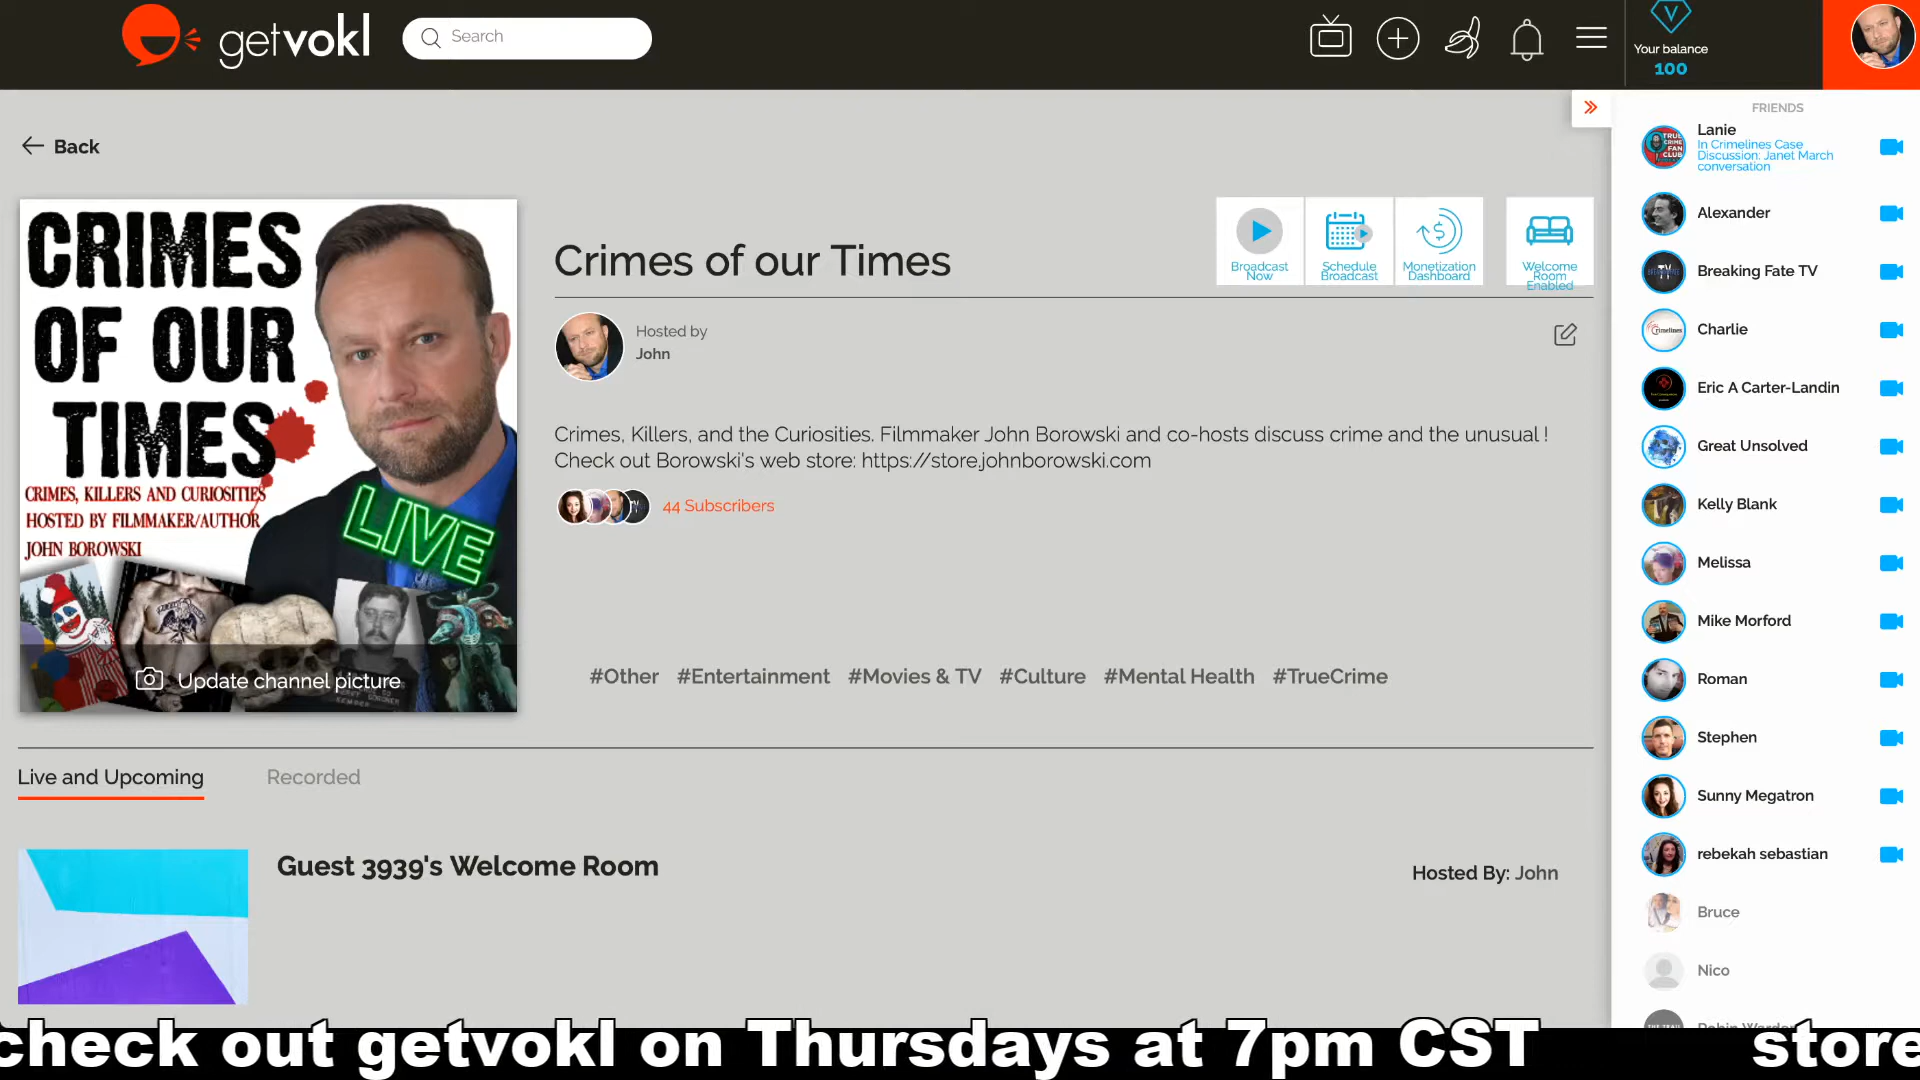 getvokl
Search
Your balance
100
Back
CRIMES
OF OUR
TIMES
CRIMES, KILLERS AND CURIOSITIES
HOSTED BY FILMMAKER/AUTHOR
JOHN BOROWSKI
LIVE
Update channel picture
Crimes of our Times
Broadcast
Now
Schedule
Broadcast
Monetization
Dashboard
Welcome
Room
Enabled
Hosted by
John
Crimes, Killers, and the Curiosities. Filmmaker John Borowski and co-hosts discuss crime and the unusual !
Check out Borowski's web store: https://store.johnborowski.com
44 Subscribers
#Other #Entertainment #Movies & TV #Culture #Mental Health #TrueCrime
Live and Upcoming
Recorded
Guest 3939's Welcome Room
Hosted By: John
FRIENDS
Lanie
In Crimelines Case
Discussion: Janet March
conversation
Alexander
Breaking Fate TV
Charlie
Eric A Carter-Landin
Great Unsolved
Kelly Blank
Melissa
Mike Morford
Roman
Stephen
Sunny Megatron
rebekah sebastian
Bruce
Nico
check out getvokl on Thursdays at 7pm CST
store